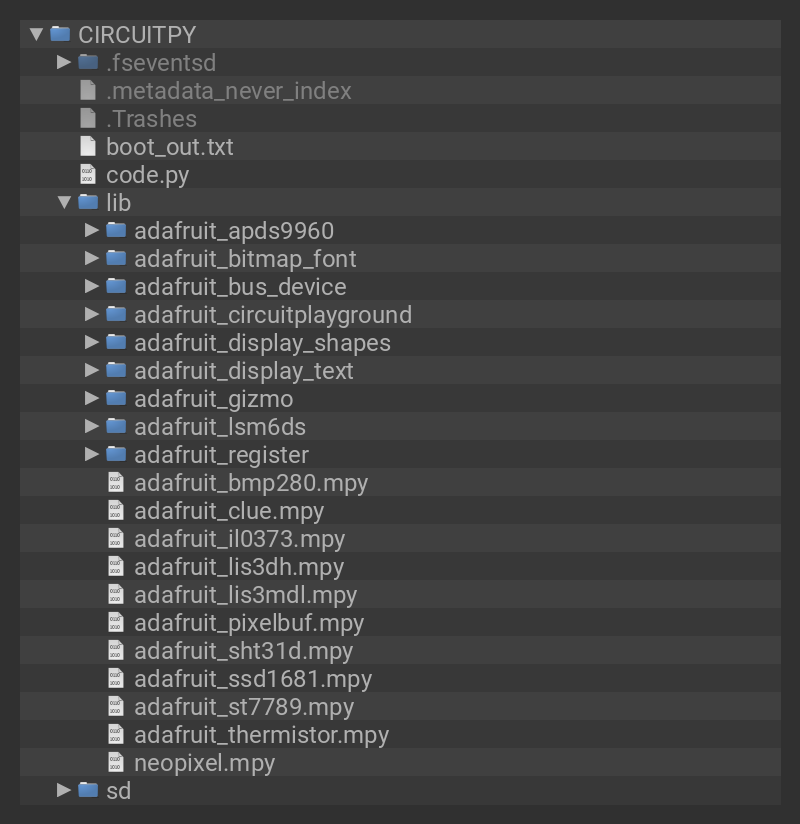 CIRCUITPY
.fseventsd
.metadata_never_index
.Trashes
boot_out.txt
code.py
lib
adafruit_apds9960
adafruit_bitmap_font
adafruit_bus_device
adafruit_circuitplayground
adafruit_display_shapes
adafruit_display_text
adafruit_gizmo
adafruit_lsm6ds
adafruit_register
adafruit_bmp280.mpy
adafruit_clue.mpy
adafruit_il0373.mpy
adafruit_lis3dh.mpy
adafruit_lis3mdl.mpy
adafruit_pixelbuf.mpy
adafruit_sht31d.mpy
adafruit_ssd1681.mpy
adafruit_st7789.mpy
adafruit_thermistor.mpy
neopixel.mpy
sd